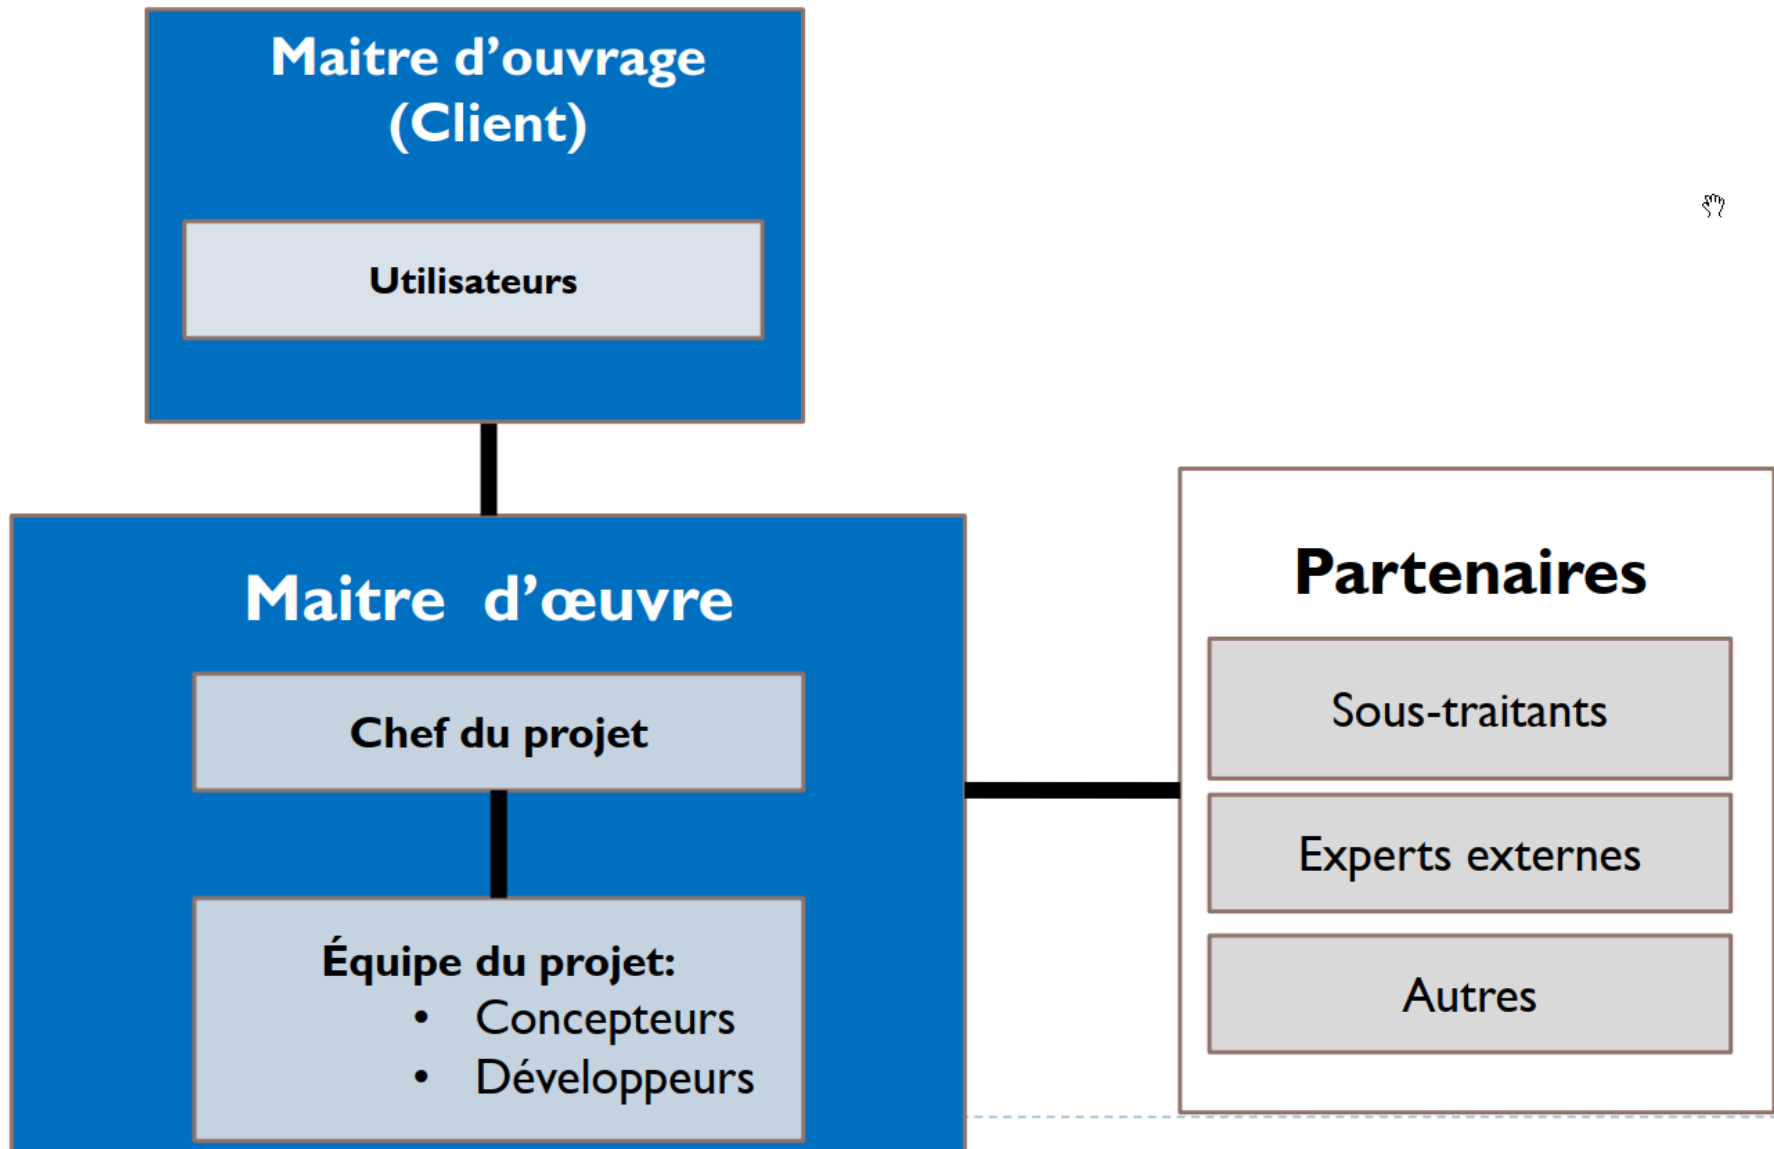 Maitre d’ouvrage
(Client)
Utilisateurs
Maitre d’œuvre
Chef du projet
Équipe du projet:
• Concepteurs
• Développeurs
Partenaires
Sous-traitants
Experts externes
Autres